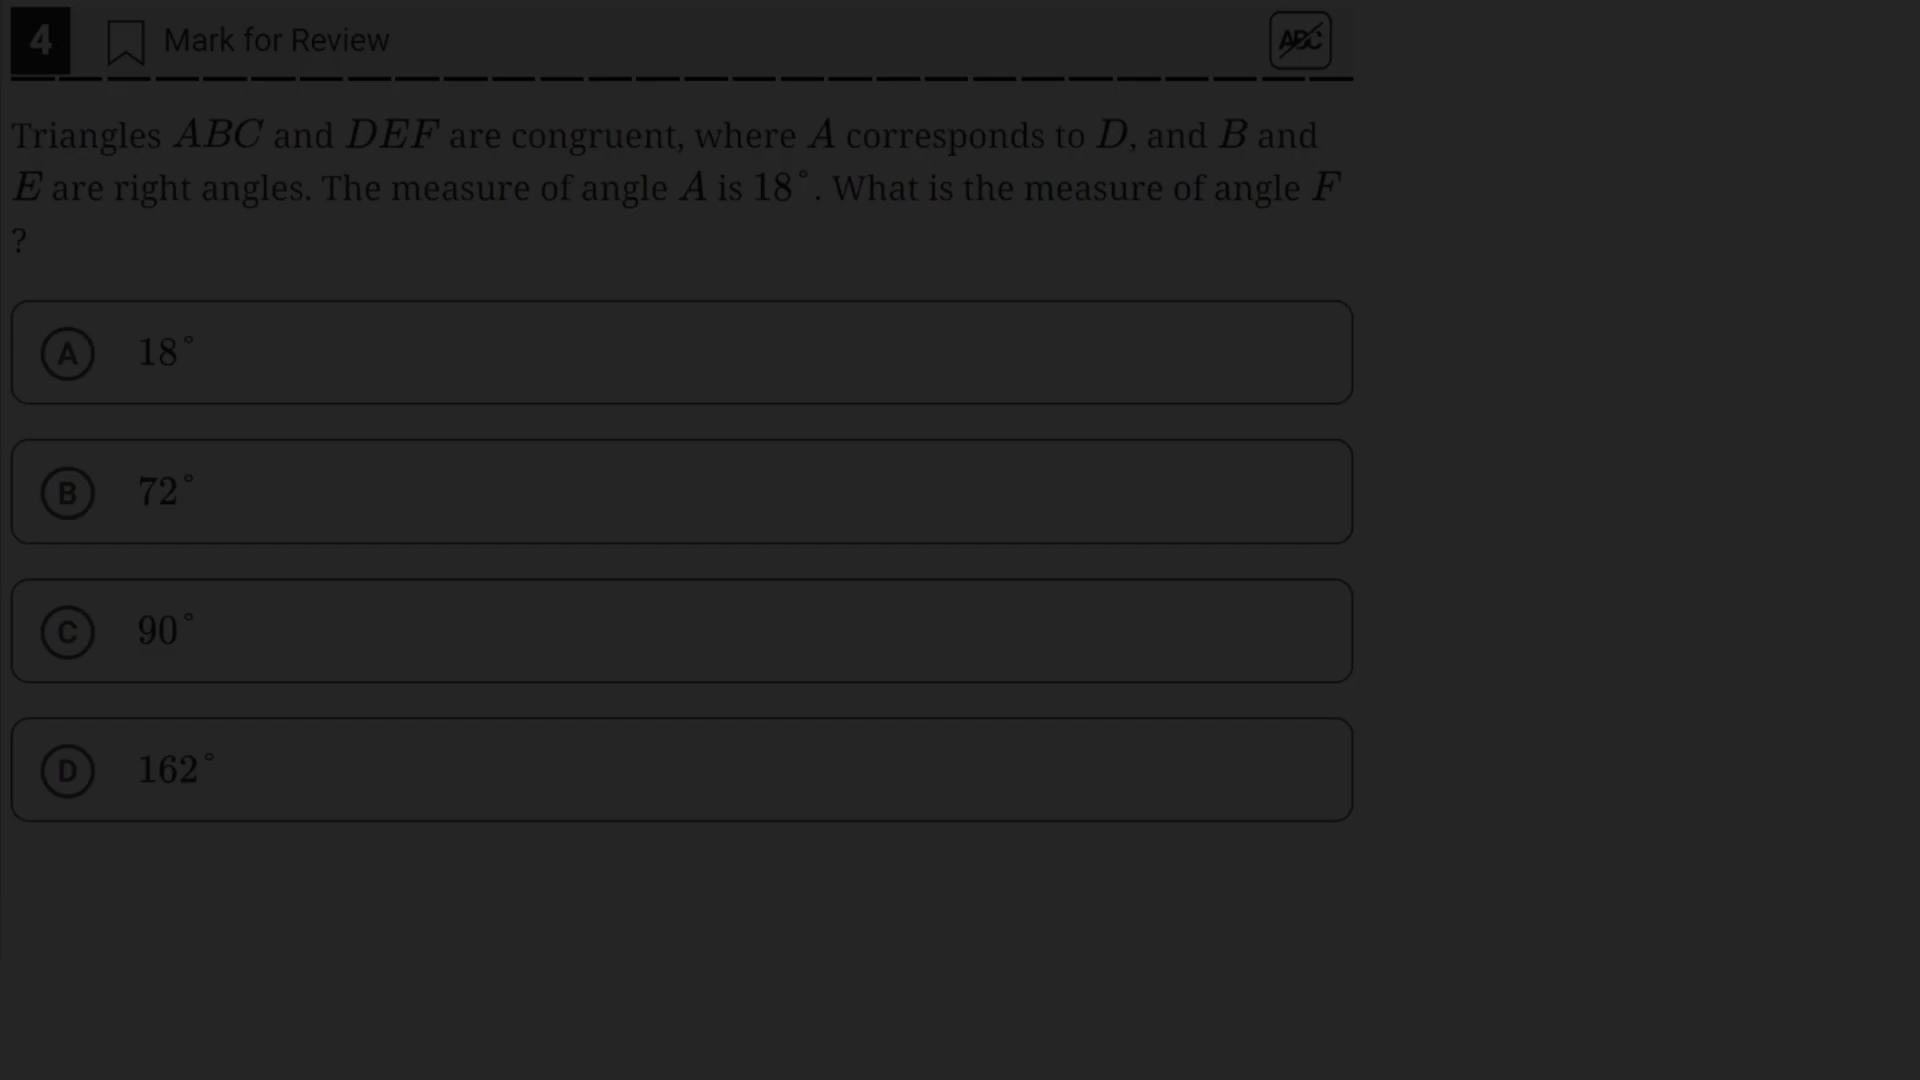 4 Mark for Review ABC
Triangles ABC and DEF are congruent, where A corresponds to D, and B and
E are right angles. The measure of angle A is 18°. What is the measure of angle F
?
A 18°
B 72°
C 90°
D 162°